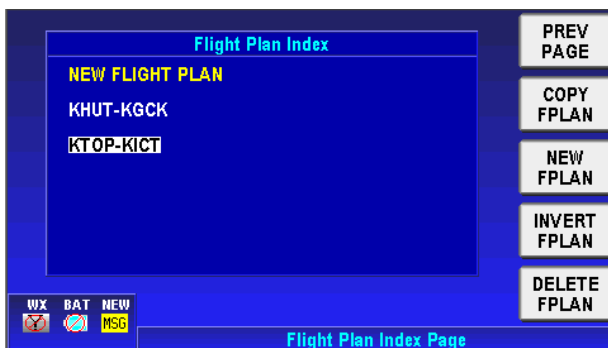 Flight Plan Index
NEW FLIGHT PLAN
KHUT-KGCK
KTOP-KICT
PREV
PAGE
COPY
FPLAN
NEW
FPLAN
INVERT
FPLAN
DELETE
FPLAN
WX BAT NEW
MSG
Flight Plan Index Page